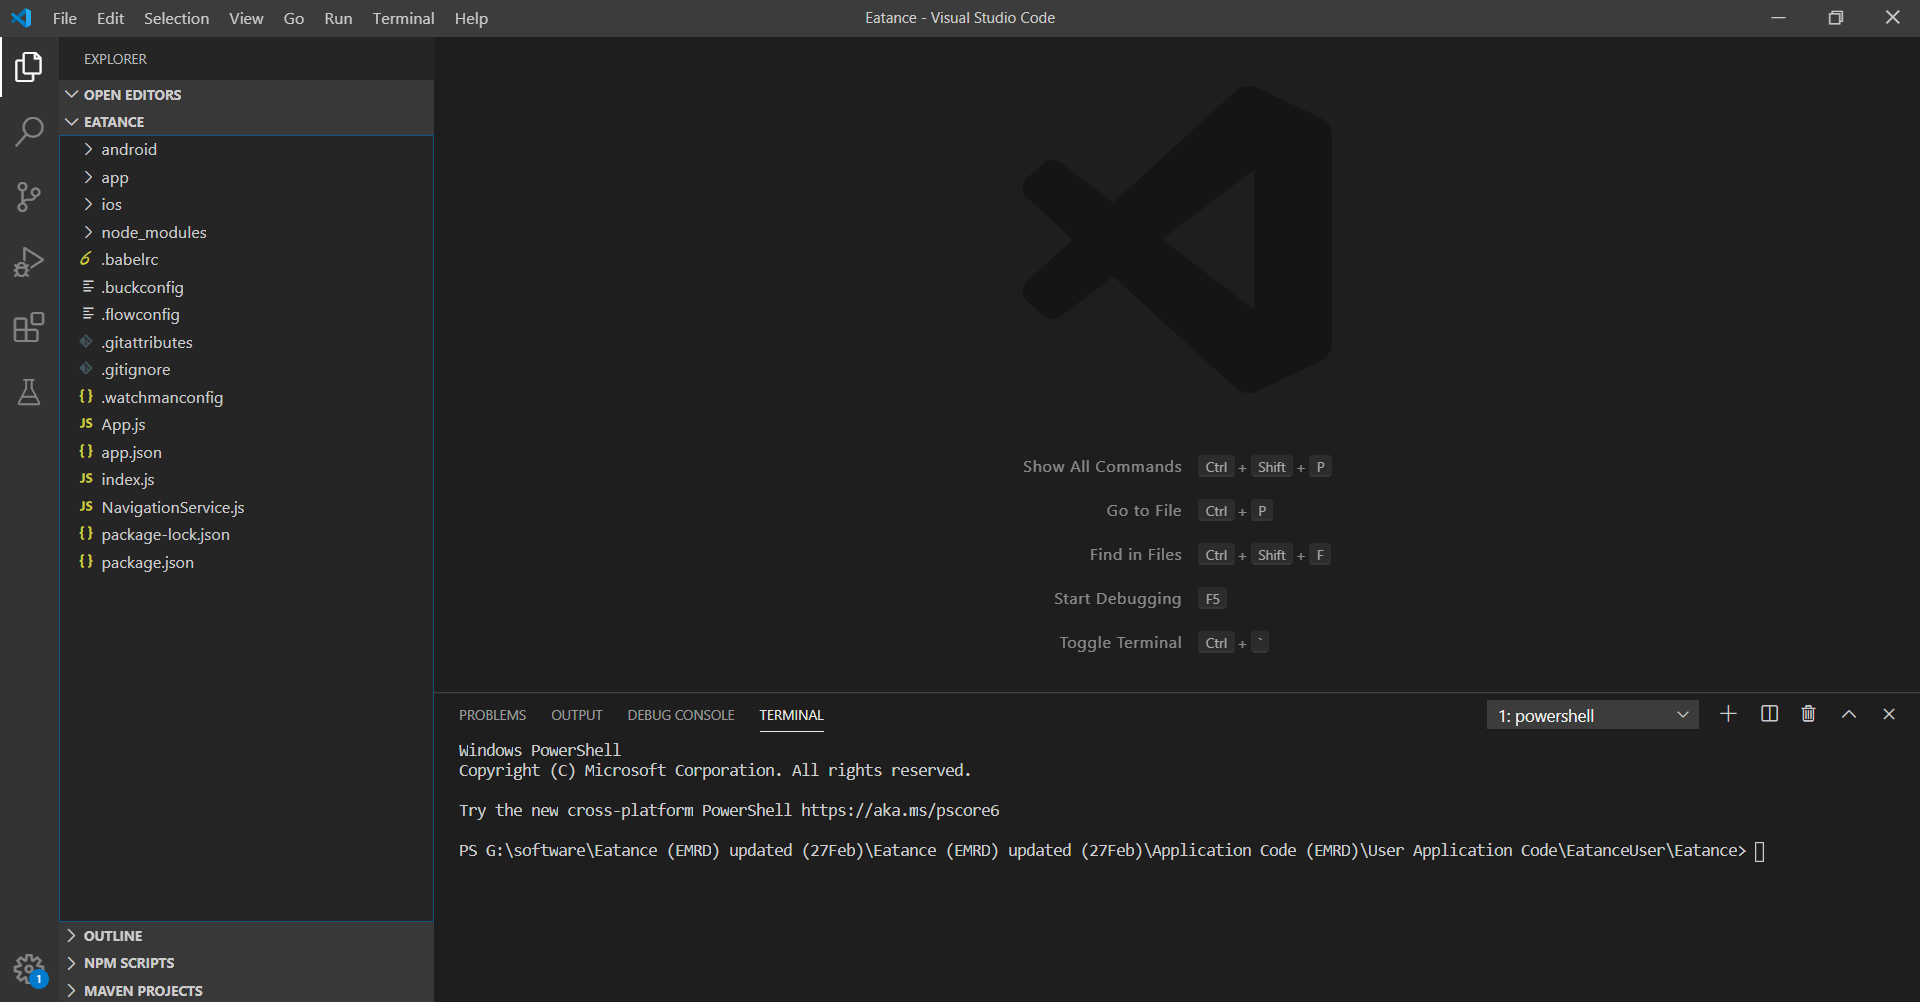 File Edit Selection View Go Run Terminal Help
Eatance - Visual Studio Code
EXPLORER
OPEN EDITORS
EATANCE
android
app
ios
node_modules
.babelrc
.buckconfig
.flowconfig
.gitattributes
.gitignore
{} .watchmanconfig
JS App.js
{} app.json
JS index.js
JS NavigationService.js
{} package-lock.json
{} package.json
OUTLINE
NPM SCRIPTS
MAVEN PROJECTS
1
Show All Commands Ctrl + Shift + P
Go to File Ctrl + P
Find in Files Ctrl + Shift + F
Start Debugging F5
Toggle Terminal Ctrl + `
PROBLEMS OUTPUT DEBUG CONSOLE TERMINAL
1: powershell
Windows PowerShell
Copyright (C) Microsoft Corporation. All rights reserved.
Try the new cross-platform PowerShell https://aka.ms/pscore6
PS G:\software\Eatance (EMRD) updated (27Feb)\Eatance (EMRD) updated (27Feb)\Application Code (EMRD)\User Application Code\EatanceUser\Eatance>